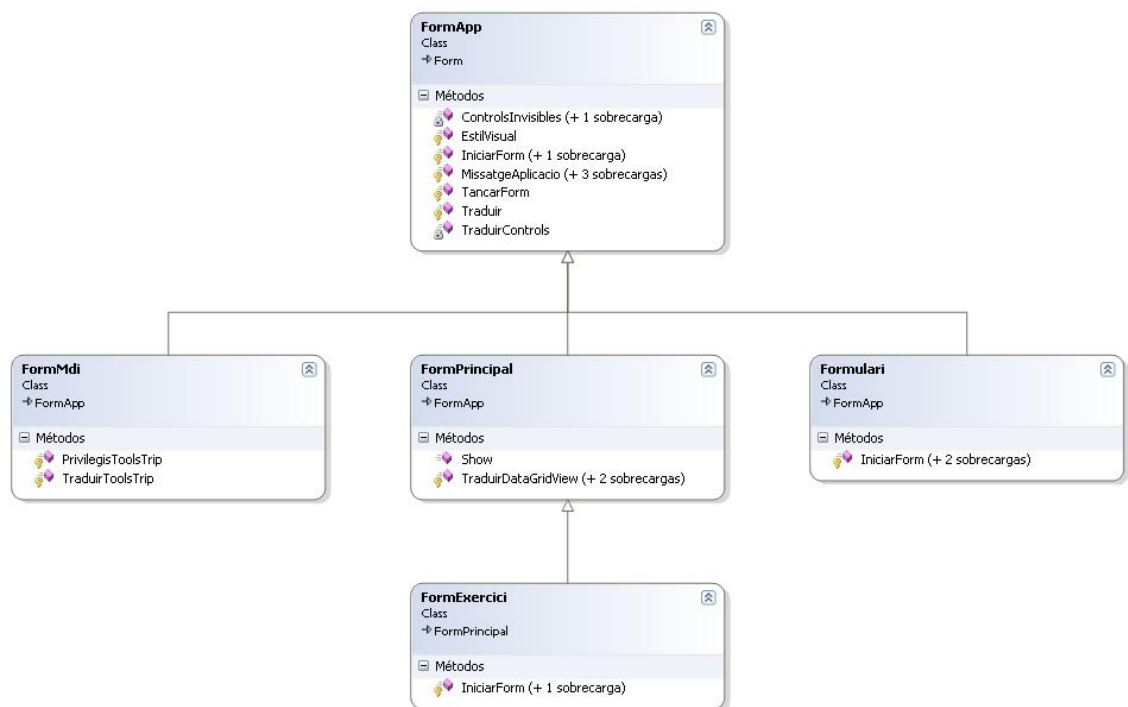 FormApp
Class
Form
Métodos
ControlsInvisibles (+ 1 sobrecarga)
EstilVisual
IniciarForm (+ 1 sobrecarga)
MissatgeAplicacio (+ 3 sobrecargas)
TancarForm
Traduir
TraduirControls
FormMdi
Class
FormApp
Métodos
PrivilegisToolsTrip
TraduirToolsTrip
FormPrincipal
Class
FormApp
Métodos
Show
TraduirDataGridView (+ 2 sobrecargas)
Formulari
Class
FormApp
Métodos
IniciarForm (+ 2 sobrecargas)
FormExercici
Class
FormPrincipal
Métodos
IniciarForm (+ 1 sobrecarga)